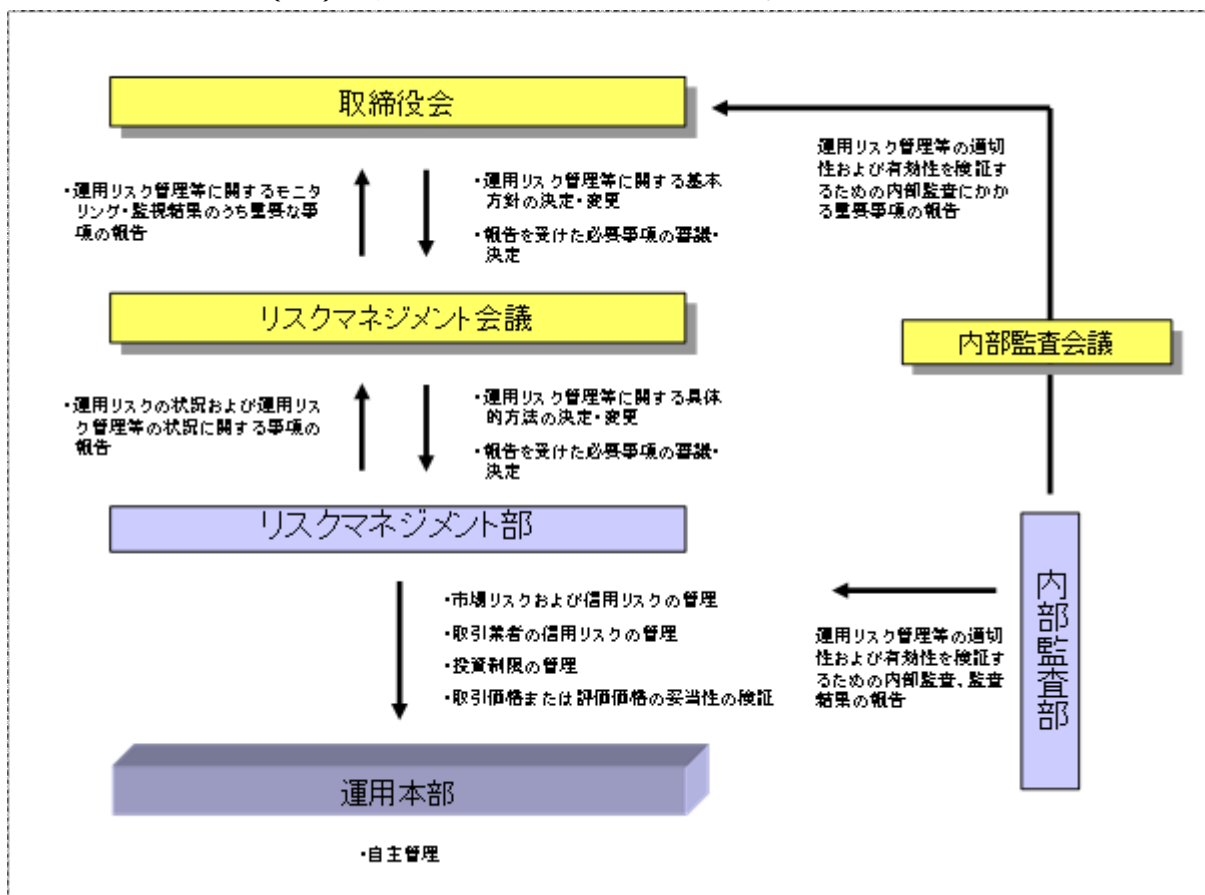 取締役会
・運用リスク管理等に関するモニタ
リング・監視結果のうち重要な事
項の報告
・運用リスク管理等に関する基本
方針の決定・変更
・報告を受けた必要事項の審議・
決定
運用リスク管理等の適切
性および有効性を検証す
るための内部監査にかか
る重要事項の報告
リスクマネジメント会議
内部監査会議
・運用リスクの状況および運用リス
ク管理等の状況に関する事項の
報告
・運用リスク管理等に関する具体
的方法の決定・変更
・報告を受けた必要事項の審議・
決定
リスクマネジメント部
・市場リスクおよび信用リスクの管理
・取引業者の信用リスクの管理
・投資制限の管理
・取引価格または評価価格の妥当性の検証
運用リスク管理等の適切
性および有効性を検証す
るための内部監査、監査
結果の報告
内部監査部
運用本部
・自主管理